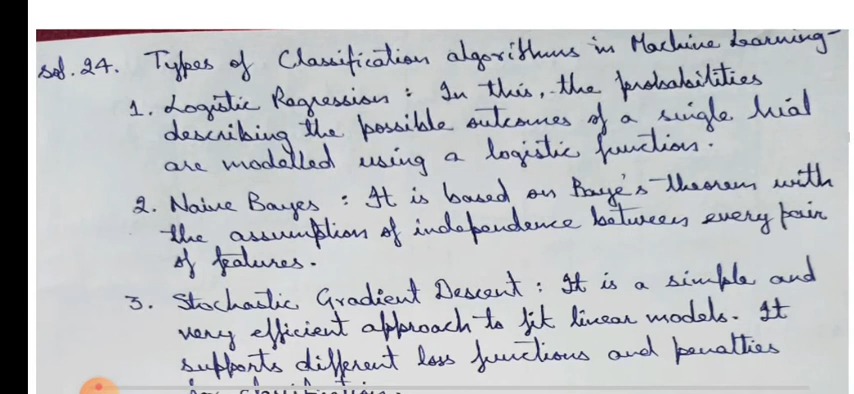 sol. 24. Types of Classification algorithms in Machine Learning-
1. Logistic Regression : In this, the probabilities
describing the possible outcomes of a single trial
are modelled using a logistic function.
2. Naive Bayes : It is based on Baye's theorem with
the assumption of independence between every pair
of features.
3. Stochastic Gradient Descent : It is a simple and
very efficient approach to fit linear models. It
supports different loss functions and penalties
for classification.